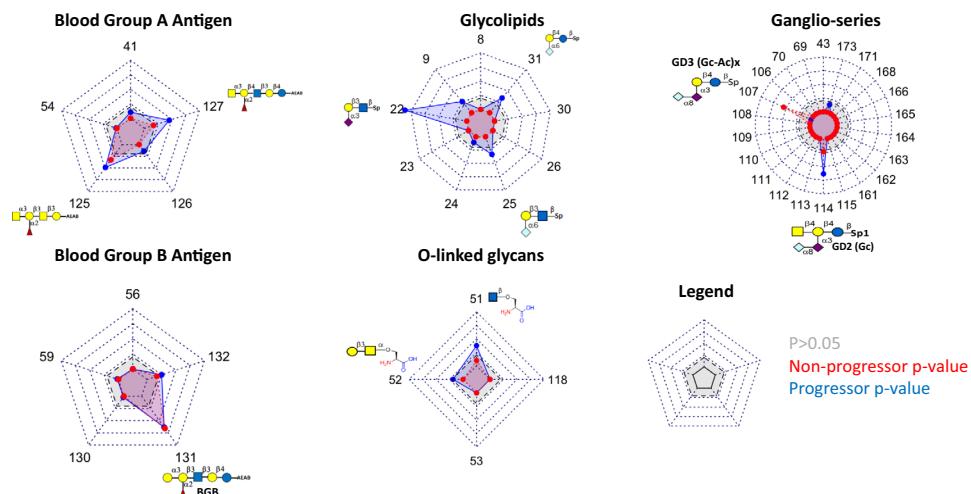 Blood Group A Antigen
41
54
127
125
126
α3
β4
β3
β4
α2
AEAB
α3
β3
β3
α2
AEAB
Glycolipids
8
9
31
22
30
23
26
24
25
β4
β
Sp
α6
β3
β
Sp
α3
β3
β
Sp
α6
Ganglio-series
43
69
173
70
171
106
168
107
166
108
165
109
164
110
163
111
162
112
161
113
114
115
GD3 (Gc-Ac)x
β4
β
Sp
α3
α8
β4
β4
β
Sp1
α3
α8
GD2 (Gc)
Blood Group B Antigen
56
59
132
130
131
α3
β3
β3
β4
α2
AEAB
BGB
O-linked glycans
51
52
118
53
β
O
OH
H₂N
O
β3
α
O
OH
H₂N
O
Legend
P>0.05
Non-progressor p-value
Progressor p-value